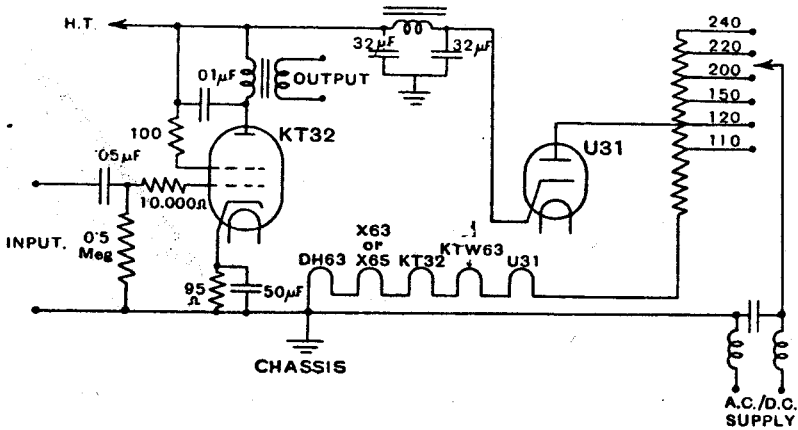 H.T.
32μF
32μF
240
220
200
150
120
110
01μF
OUTPUT
100
KT32
U31
05μF
10.000Ω
INPUT.
0·5
Meg
95
Ω
50μF
DH63
X63
or
X65
KT32
KTW63
U31
CHASSIS
A.C./D.C.
SUPPLY